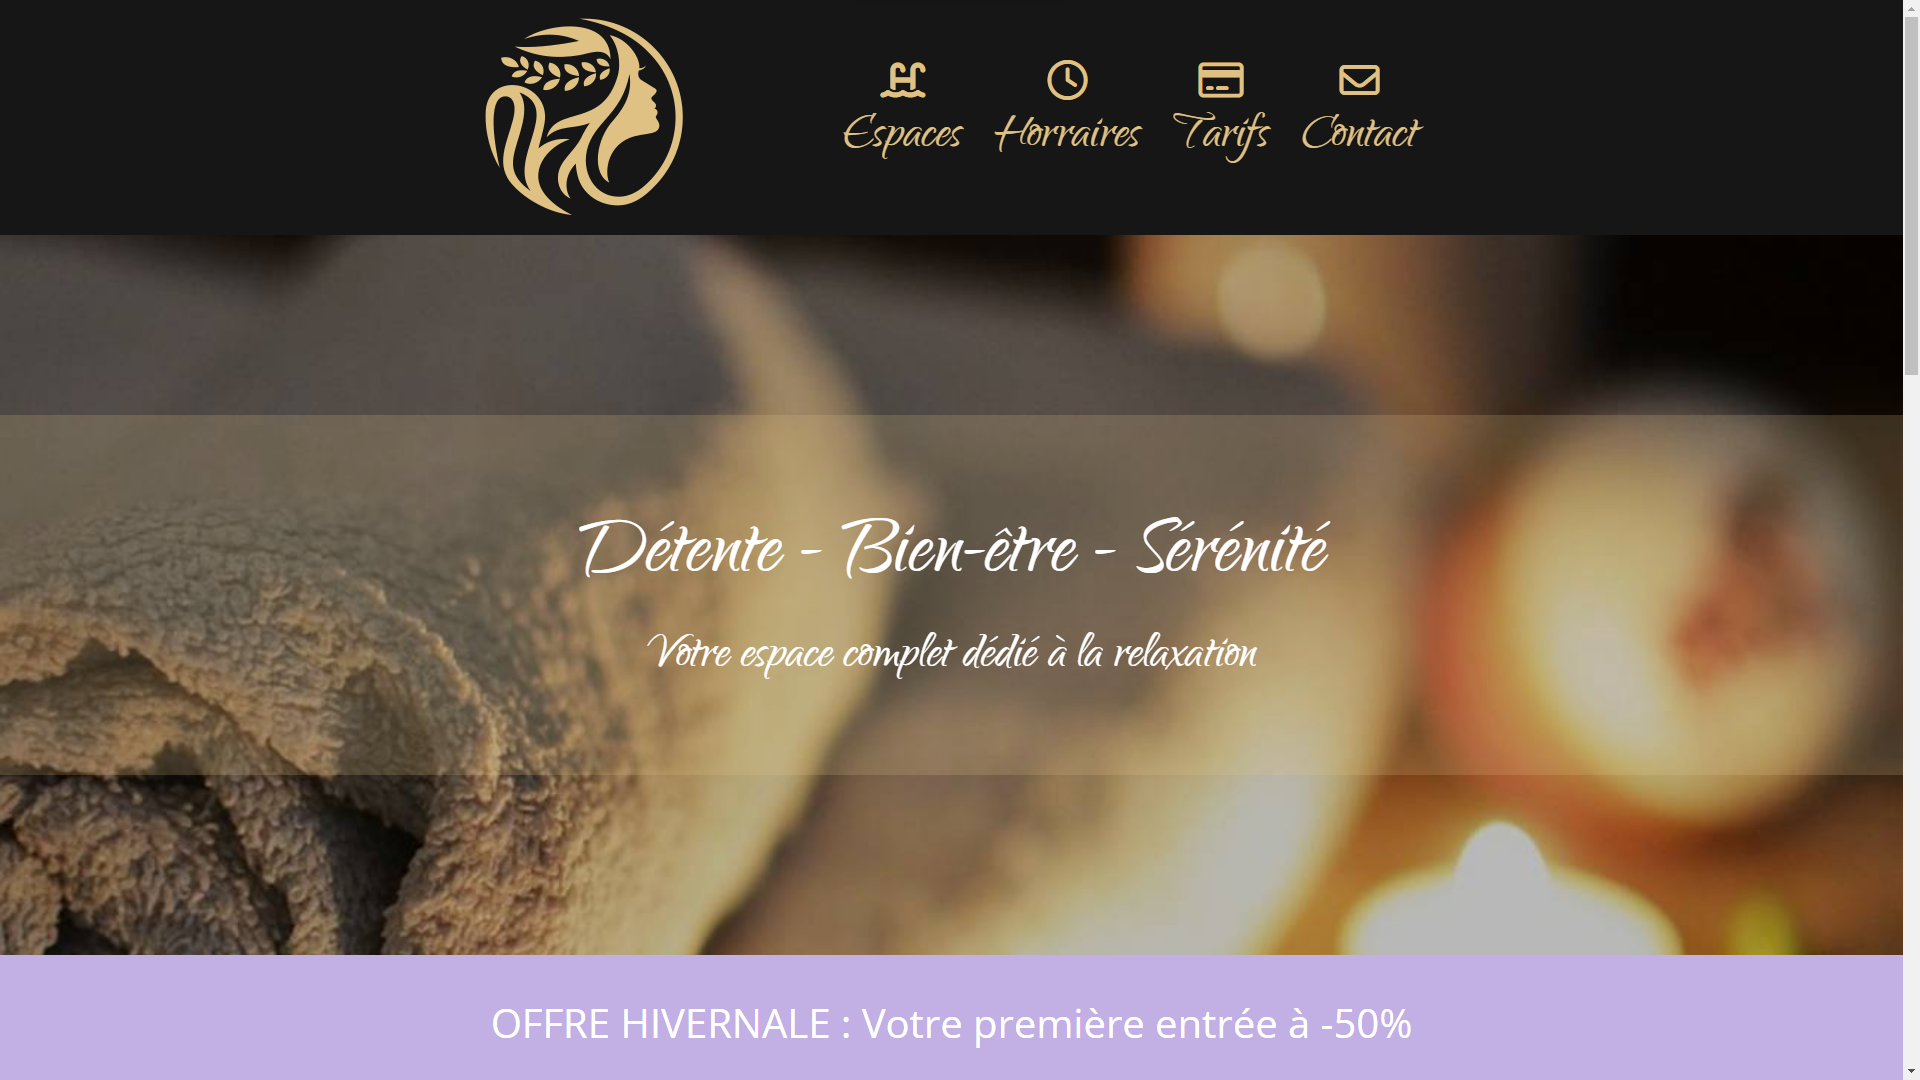 Espaces Horraires Tarifs Contact
Détente - Bien-être - Sérénité
Votre espace complet dédié à la relaxation
OFFRE HIVERNALE : Votre première entrée à -50%